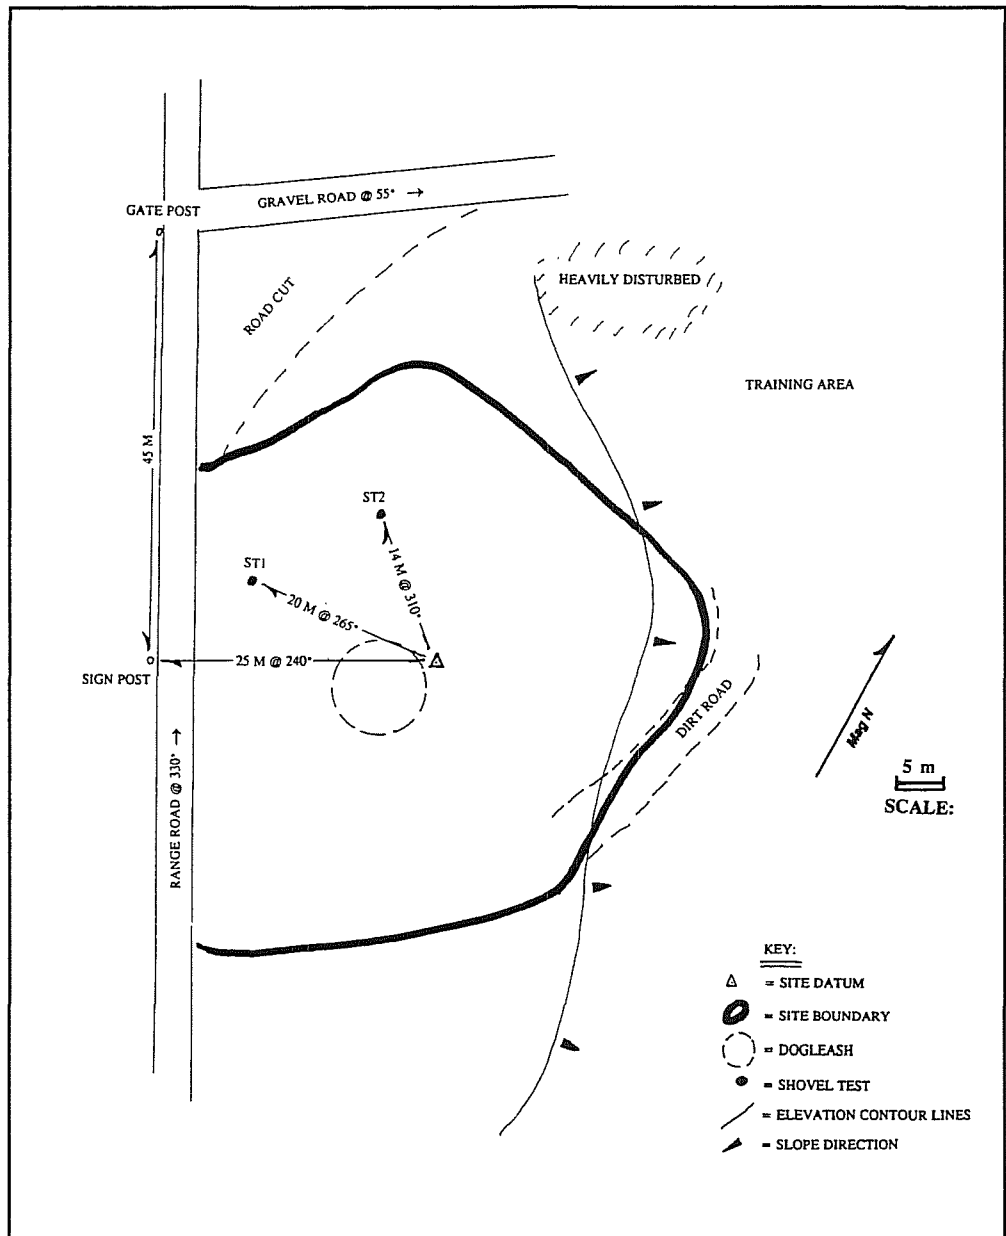 GRAVEL ROAD @ 55° →
GATE POST
HEAVILY DISTURBED
ROAD CUT
TRAINING AREA
45 M
ST2
ST1
14 M @ 310°
20 M @ 265°
25 M @ 240°
SIGN POST
DIRT ROAD
RANGE ROAD @ 330° →
Mag N
5 m
SCALE:
KEY:
= SITE DATUM
= SITE BOUNDARY
= DOGLEASH
= SHOVEL TEST
= ELEVATION CONTOUR LINES
= SLOPE DIRECTION